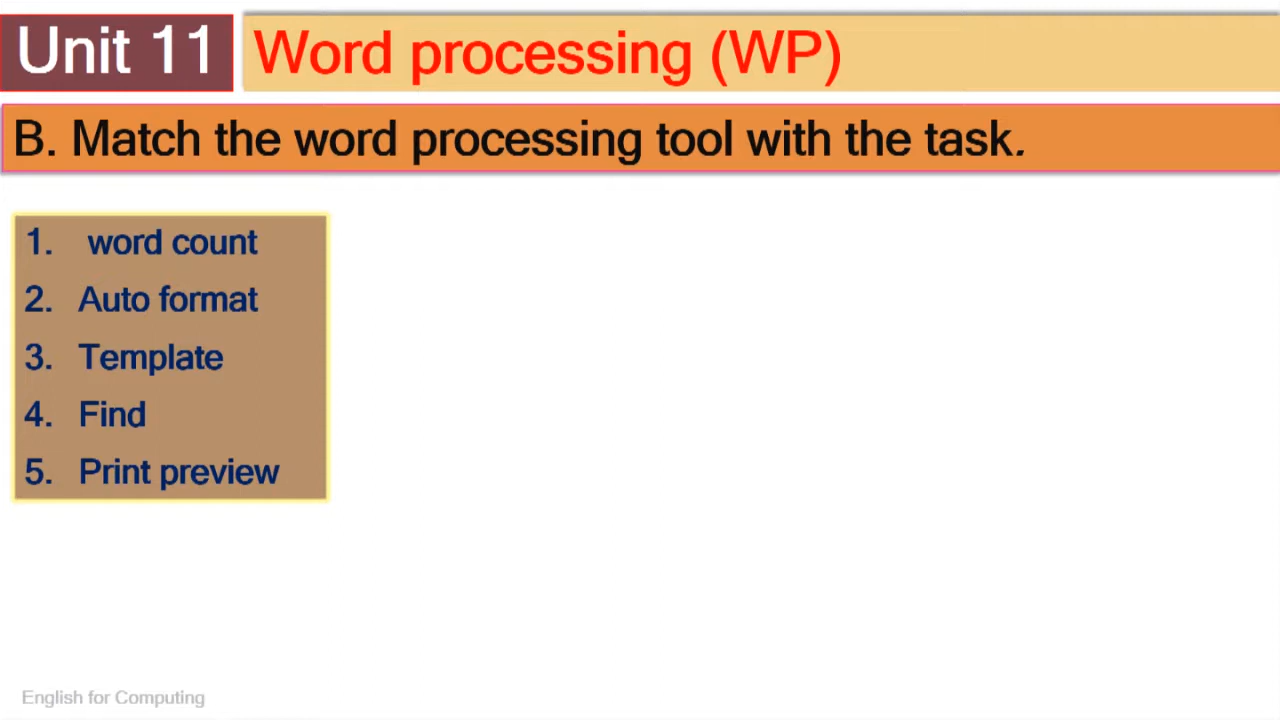 Unit 11
Word processing (WP)
B. Match the word processing tool with the task.
1. word count
2. Auto format
3. Template
4. Find
5. Print preview
English for Computing